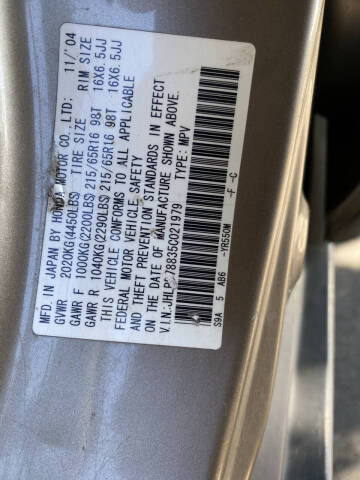 MFD. IN JAPAN BY HONDA MOTOR CO., LTD: 11/'04
GVWR 2020KG(4450LBS) TIRE SIZE RIM SIZE
GAWR F 1000KG(2200LBS) 215/65R16 98T 16X6.5JJ
GAWR R 1040KG(2290LBS) 215/65R16 98T 16X6.5JJ
THIS VEHICLE CONFORMS TO ALL APPLICABLE
FEDERAL MOTOR VEHICLE SAFETY
AND THEFT PREVENTION STANDARDS IN EFFECT
ON THE DATE OF MANUFACTURE SHOWN ABOVE.
V.I.N.: TYPE: MPV
S9A 5 AB6 -YR550M -F -C